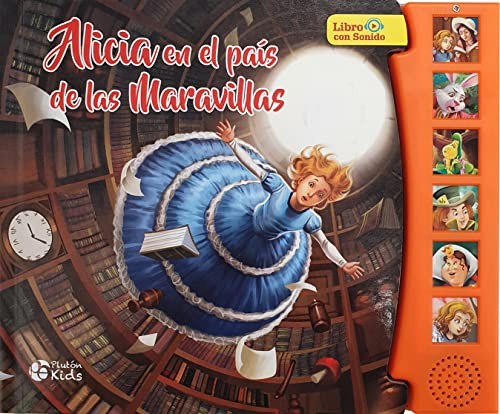 Alicia en el país
de las Maravillas
Libro
con Sonido
Plutón
Kids